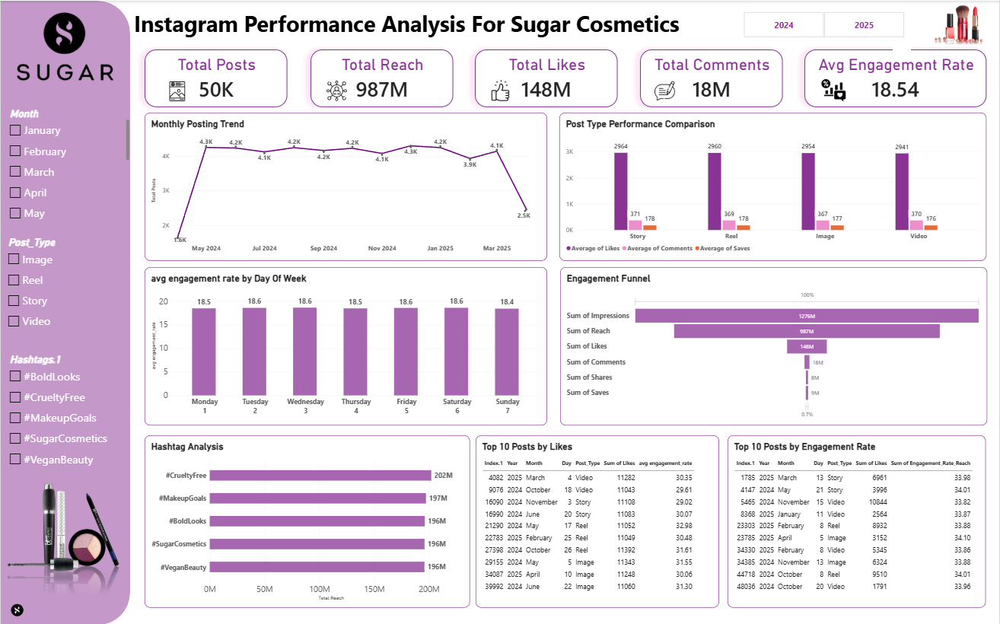 SUGAR
Instagram Performance Analysis For Sugar Cosmetics
2024 2025
Total Posts
50K
Total Reach
987M
Total Likes
148M
Total Comments
18M
Avg Engagement Rate
18.54
Month
January
February
March
April
May
Post_Type
Image
Reel
Story
Video
Hashtags.1
#BoldLooks
#CrueltyFree
#MakeupGoals
#SugarCosmetics
#VeganBeauty
Monthly Posting Trend
Total Posts
4K
3K
2K
1.6K 4.3K 4.2K 4.1K 4.2K 4.2K 4.2K 4.1K 4.3K 4.2K 3.9K 4.1K 2.5K
May 2024 Jul 2024 Sep 2024 Nov 2024 Jan 2025 Mar 2025
Post Type Performance Comparison
3K
2K
1K
0K
2964 371 178
2960 369 178
2954 367 177
2941 370 176
Story Reel Image Video
Average of Likes Average of Comments Average of Saves
avg engagement rate by Day Of Week
avg engagement_rate
20
15
10
5
0
18.5 18.6 18.6 18.5 18.6 18.6 18.4
Monday Tuesday Wednesday Thursday Friday Saturday Sunday
1 2 3 4 5 6 7
Engagement Funnel
100%
Sum of Impressions 1276M
Sum of Reach 987M
Sum of Likes 148M
Sum of Comments 18M
Sum of Shares 8M
Sum of Saves 9M
0.7%
Hashtag Analysis
#CrueltyFree 202M
#MakeupGoals 197M
#BoldLooks 196M
#SugarCosmetics 196M
#VeganBeauty 196M
0M 50M 100M 150M 200M
Total Reach
Top 10 Posts by Likes
Index.1 Year Month Day Post_Type Sum of Likes avg engagement_rate
4082 2025 March 4 Video 11282 30.35
9076 2024 October 18 Video 11043 29.61
16090 2024 November 3 Story 11108 29.02
16990 2024 June 20 Story 11083 30.07
21290 2024 May 17 Reel 11052 32.98
22783 2025 February 25 Reel 11049 30.48
27398 2024 October 26 Reel 11392 31.61
29155 2024 May 5 Image 11343 31.55
34087 2025 April 10 Image 11248 30.06
39992 2024 June 22 Image 11060 31.30
Top 10 Posts by Engagement Rate
Index.1 Year Month Day Post_Type Sum of Likes Sum of Engagement_Rate_Reach
1785 2025 March 13 Story 6961 33.98
4147 2024 May 21 Story 3996 34.01
5465 2024 November 15 Video 10844 33.82
8368 2025 January 11 Video 2564 33.87
23303 2025 February 8 Reel 8932 33.88
23785 2025 April 5 Image 3152 34.10
34330 2025 February 8 Video 5345 33.86
34385 2024 November 13 Image 6324 33.88
44718 2024 October 8 Reel 9510 34.01
48036 2024 October 20 Video 1791 33.96